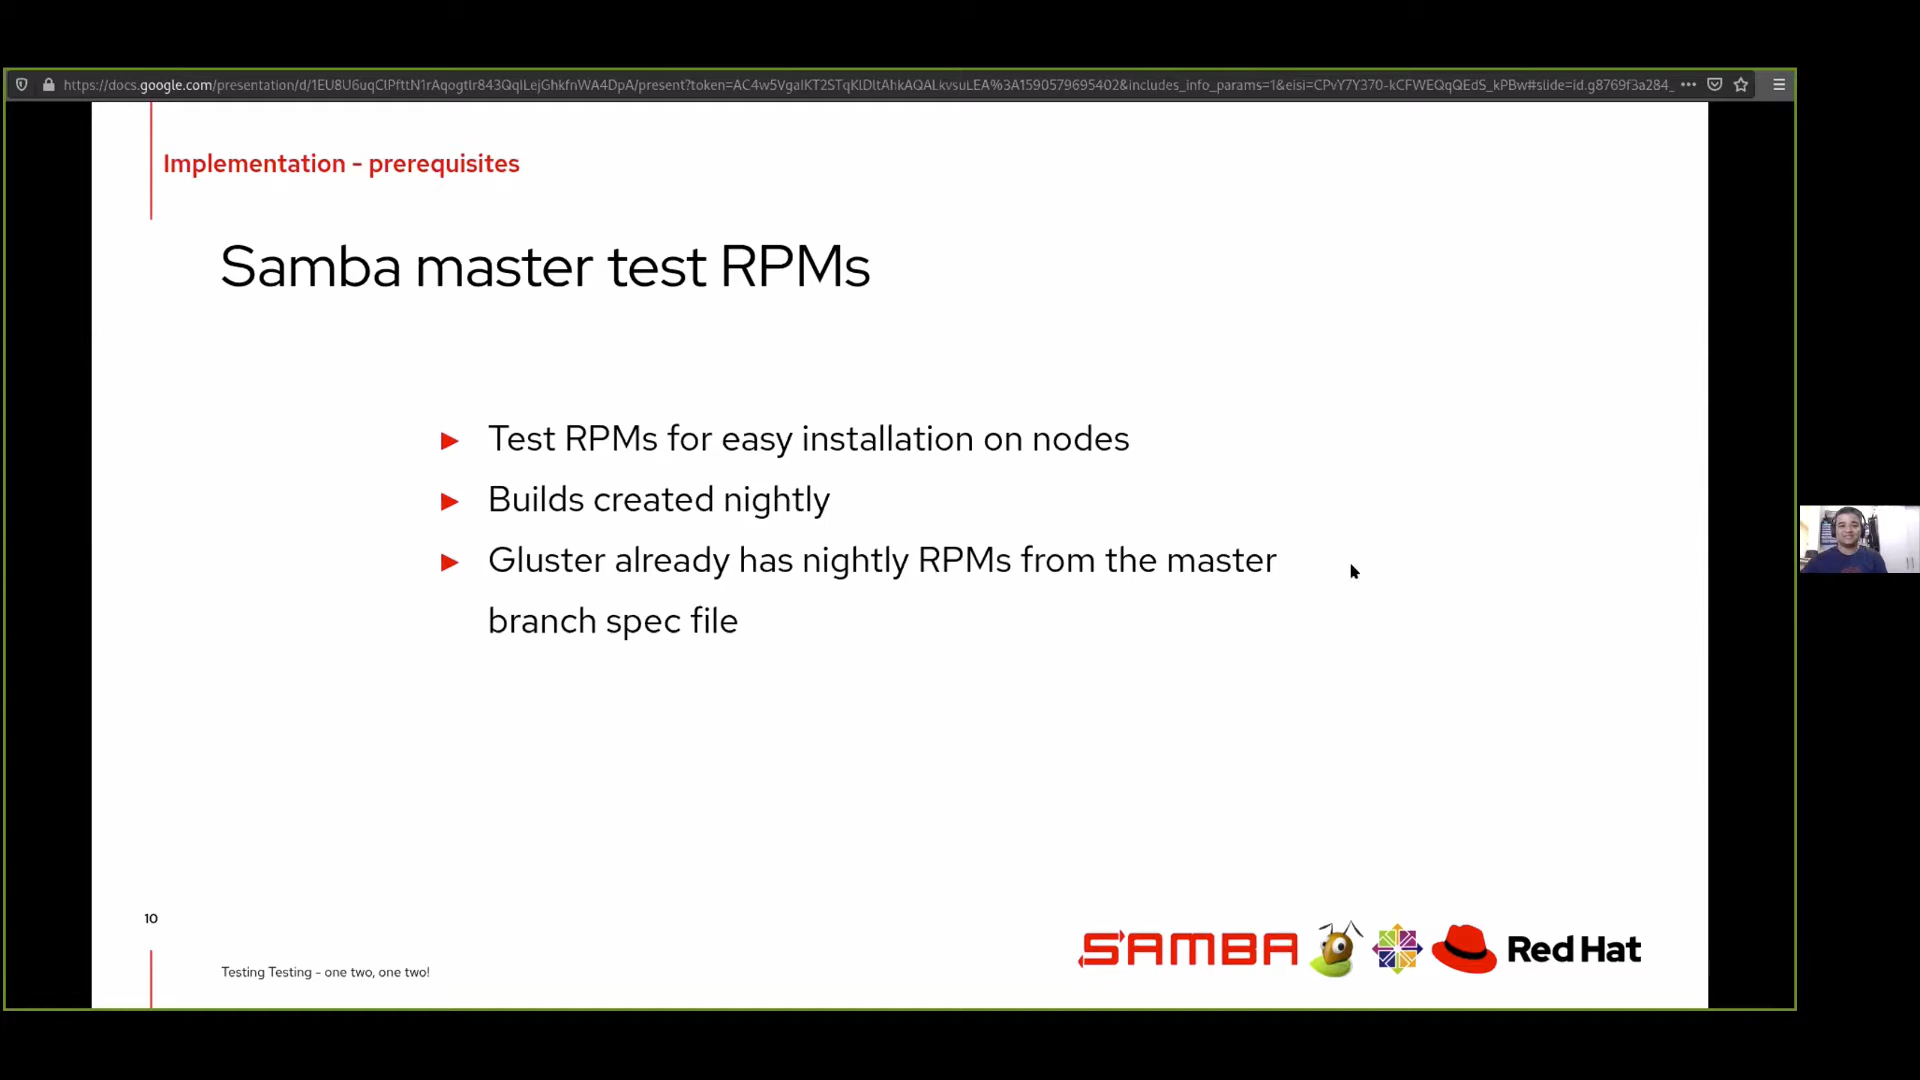 Implementation - prerequisites
Samba master test RPMs
► Test RPMs for easy installation on nodes
► Builds created nightly
► Gluster already has nightly RPMs from the master
branch spec file
10
Testing Testing - one two, one two!
SAMBA
Red Hat